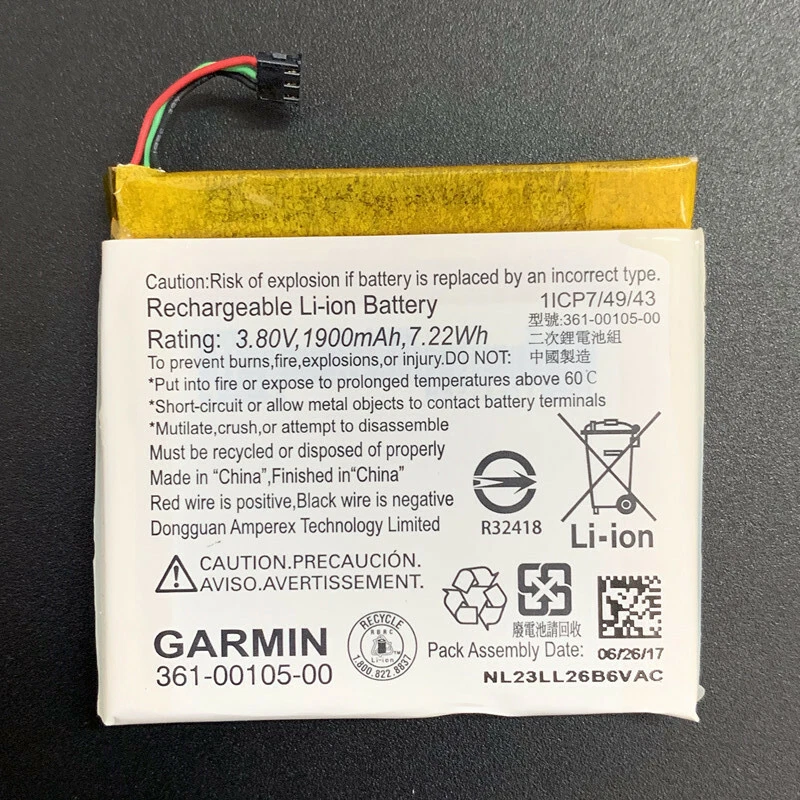 Caution:Risk of explosion if battery is replaced by an incorrect type.
Rechargeable Li-ion Battery
1ICP7/49/43
Rating: 3.80V,1900mAh,7.22Wh
型號:361-00105-00
二次鋰電池組
To prevent burns,fire,explosions,or injury.DO NOT:
中國製造
*Put into fire or expose to prolonged temperatures above 60℃
*Short-circuit or allow metal objects to contact battery terminals
*Mutilate,crush,or attempt to disassemble
Must be recycled or disposed of properly
Made in “China”,Finished in“China”
Red wire is positive,Black wire is negative
Dongguan Amperex Technology Limited
R32418
Li-ion
CAUTION.PRECAUCIÓN.
AVISO.AVERTISSEMENT.
廢電池請回收
GARMIN
361-00105-00
RECYCLE
RBRC
Li-ion
TM
1.800.822.8837
Pack Assembly Date: 06/26/17
NL23LL26B6VAC